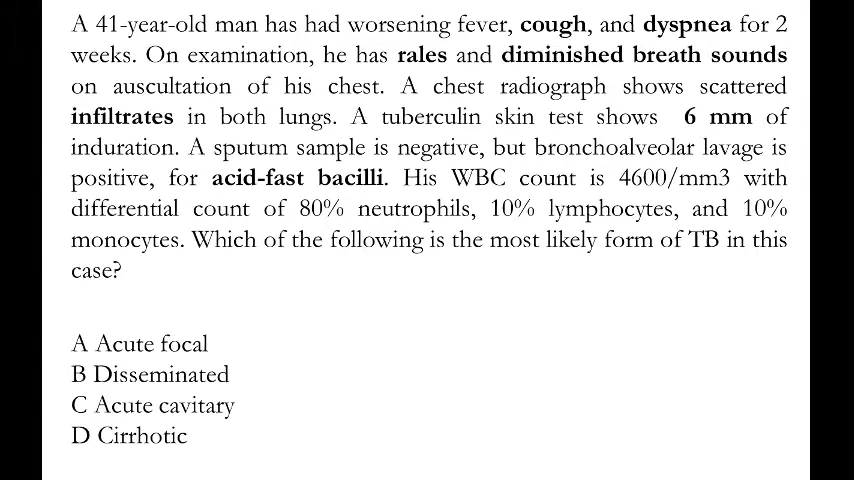 A 41-year-old man has had worsening fever, cough, and dyspnea for 2
weeks. On examination, he has rales and diminished breath sounds
on auscultation of his chest. A chest radiograph shows scattered
infiltrates in both lungs. A tuberculin skin test shows 6 mm of
induration. A sputum sample is negative, but bronchoalveolar lavage is
positive, for acid-fast bacilli. His WBC count is 4600/mm3 with
differential count of 80% neutrophils, 10% lymphocytes, and 10%
monocytes. Which of the following is the most likely form of TB in this
case?
A Acute focal
B Disseminated
C Acute cavitary
D Cirrhotic